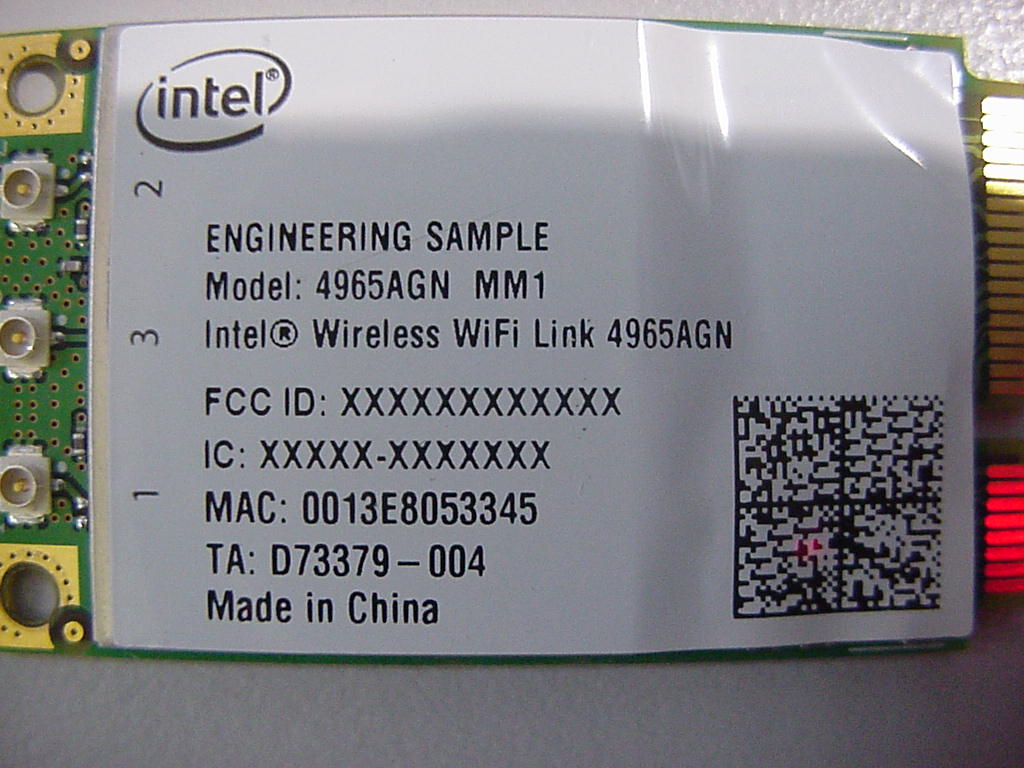 intel®
2
ENGINEERING SAMPLE
Model: 4965AGN MM1
Intel® Wireless WiFi Link 4965AGN
3
FCC ID: XXXXXXXXXXXX
IC: XXXXX-XXXXXXX
MAC: 0013E8053345
1
TA: D73379-004
Made in China